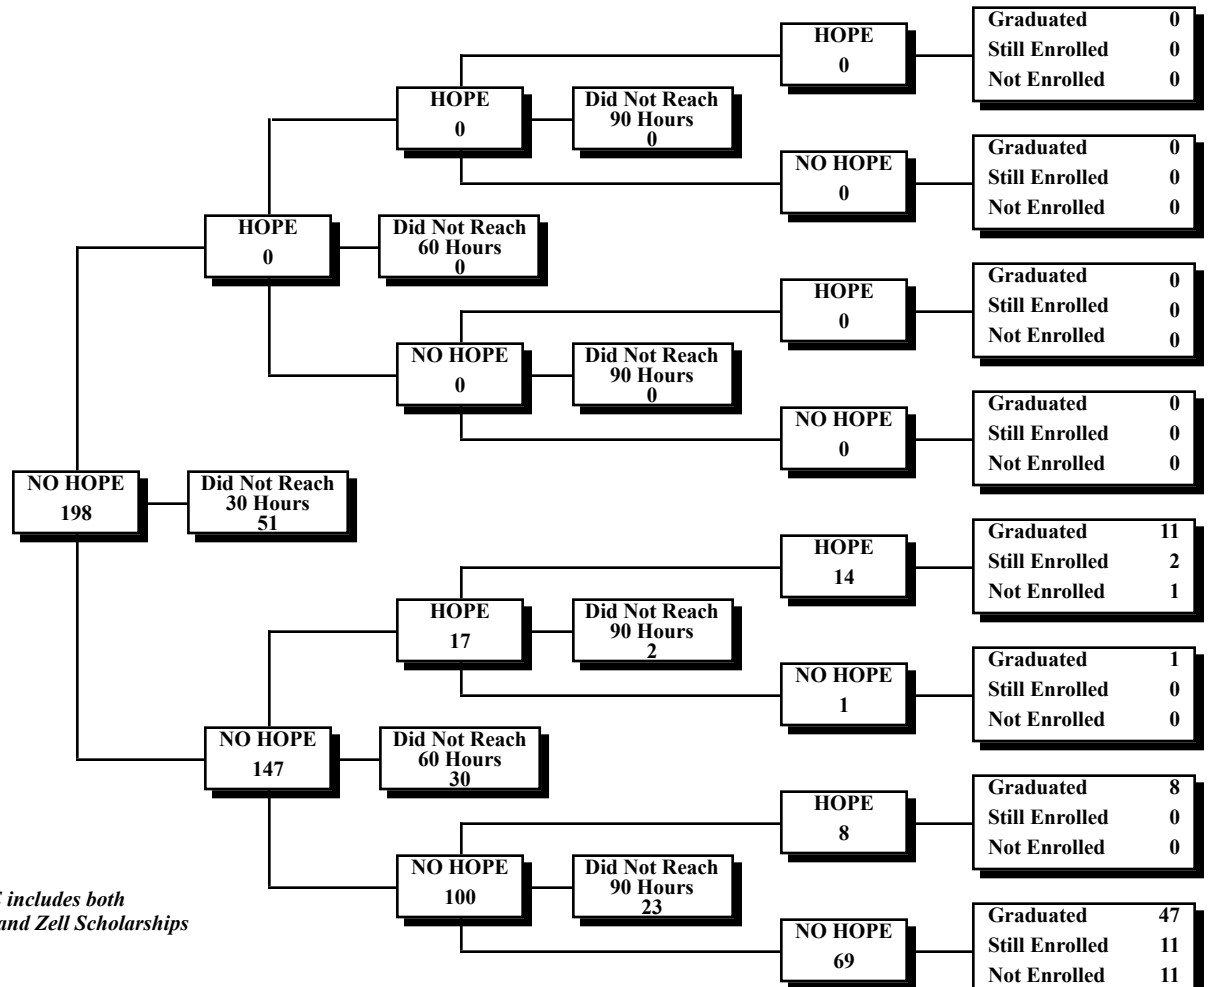 HOPE
0
Graduated 0
Still Enrolled 0
Not Enrolled 0
HOPE
0
Did Not Reach
90 Hours
0
NO HOPE
0
Graduated 0
Still Enrolled 0
Not Enrolled 0
HOPE
0
Did Not Reach
60 Hours
0
HOPE
0
Graduated 0
Still Enrolled 0
Not Enrolled 0
NO HOPE
0
Did Not Reach
90 Hours
0
NO HOPE
0
Graduated 0
Still Enrolled 0
Not Enrolled 0
NO HOPE
198
Did Not Reach
30 Hours
51
HOPE
14
Graduated 11
Still Enrolled 2
Not Enrolled 1
HOPE
17
Did Not Reach
90 Hours
2
NO HOPE
1
Graduated 1
Still Enrolled 0
Not Enrolled 0
NO HOPE
147
Did Not Reach
60 Hours
30
HOPE
8
Graduated 8
Still Enrolled 0
Not Enrolled 0
NO HOPE
100
Did Not Reach
90 Hours
23
NO HOPE
69
Graduated 47
Still Enrolled 11
Not Enrolled 11
includes both
and Zell Scholarships